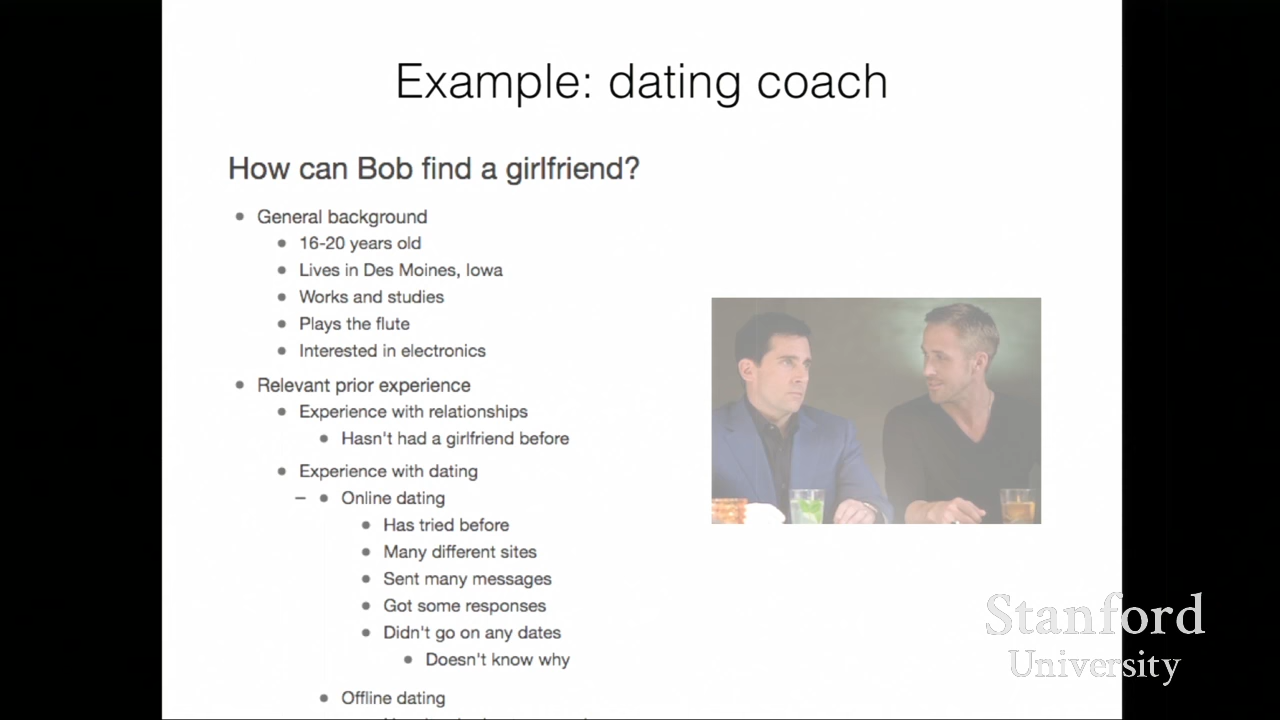 Example: dating coach
How can Bob find a girlfriend?
General background
16-20 years old
Lives in Des Moines, Iowa
Works and studies
Plays the flute
Interested in electronics
Relevant prior experience
Experience with relationships
Hasn't had a girlfriend before
Experience with dating
– Online dating
Has tried before
Many different sites
Sent many messages
Got some responses
Didn't go on any dates
Doesn't know why
Offline dating
Stanford
University